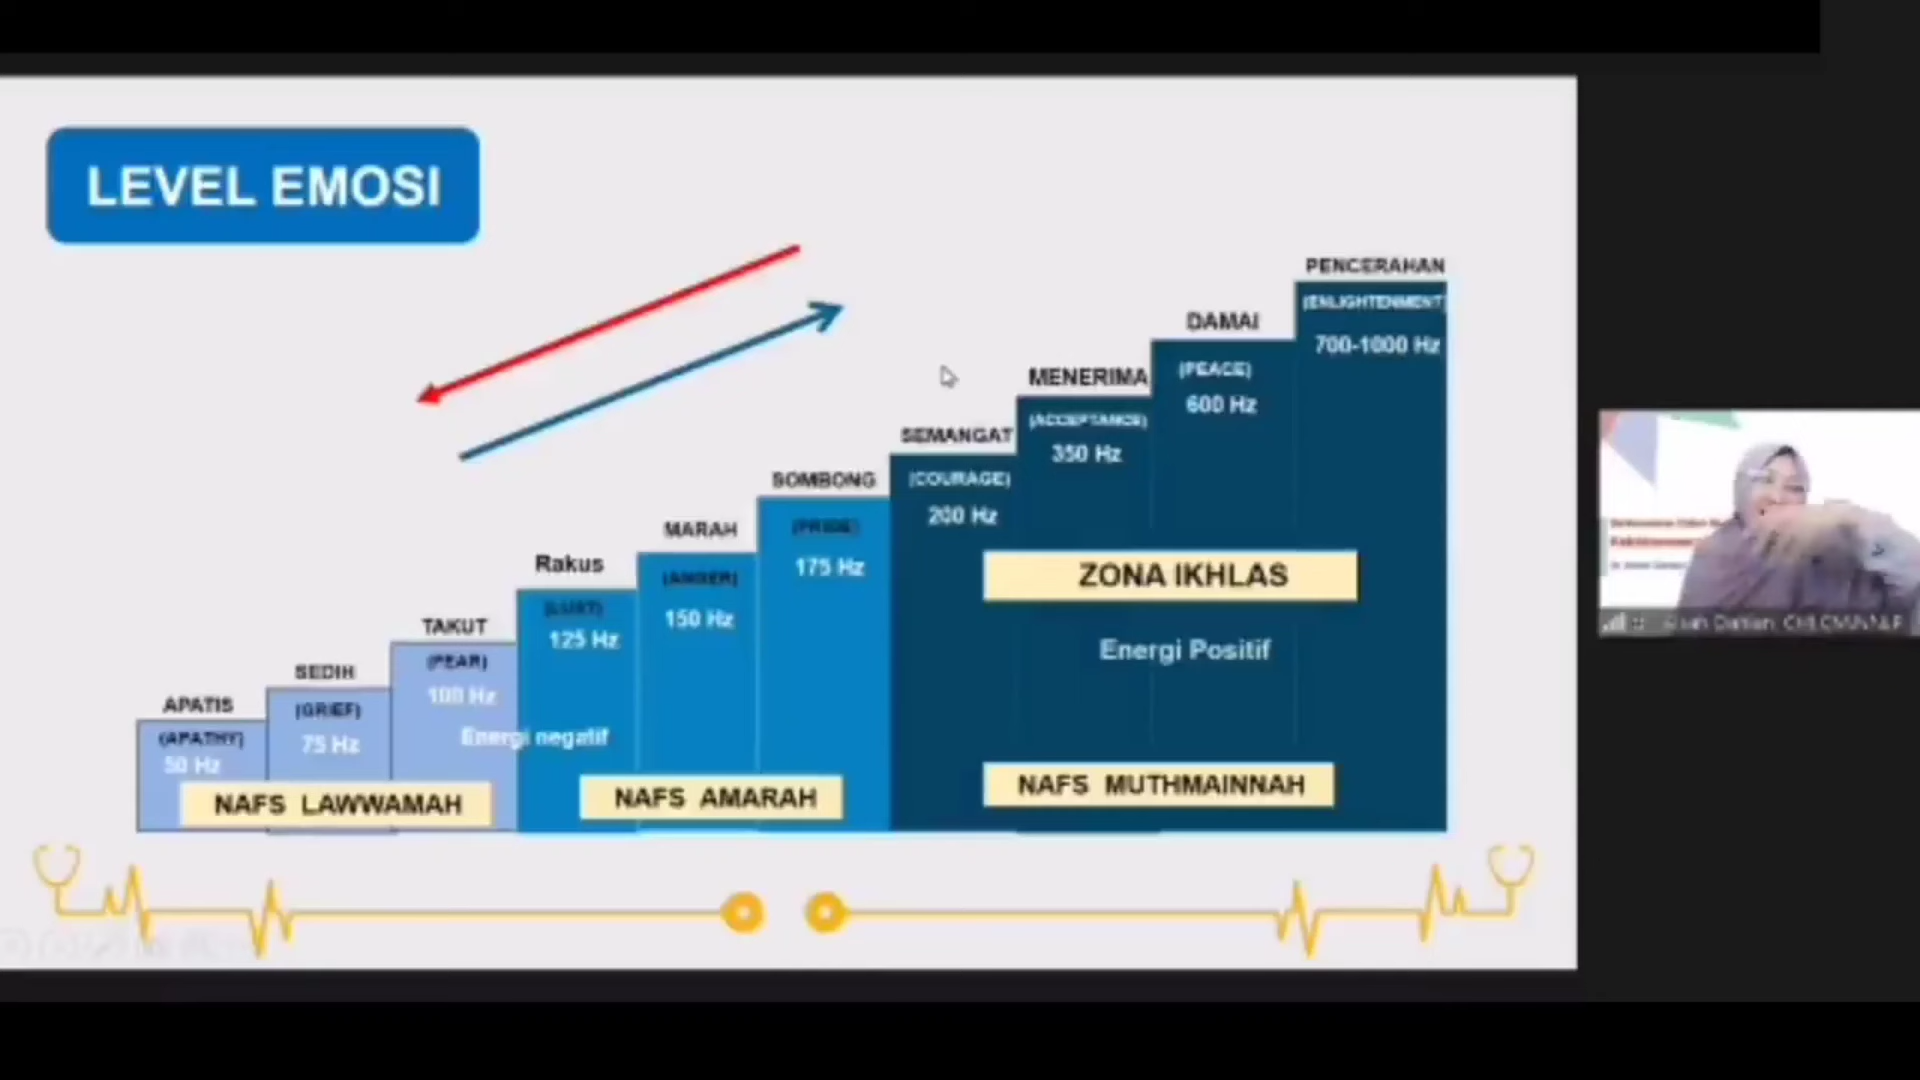 LEVEL EMOSI
APATIS
(APATHY)
50 Hz
SEDIH
(GRIEF)
75 Hz
TAKUT
(FEAR)
100 Hz
Rakus
(LUST)
125 Hz
MARAH
(ANGER)
150 Hz
SOMBONG
(PRIDE)
175 Hz
SEMANGAT
(COURAGE)
200 Hz
MENERIMA
(ACCEPTANCE)
350 Hz
DAMAI
(PEACE)
600 Hz
PENCERAHAN
(ENLIGHTENMENT)
700-1000 Hz
ZONA IKHLAS
Energi Positif
Energi negatif
NAFS LAWWAMAH
NAFS AMARAH
NAFS MUTHMAINNAH